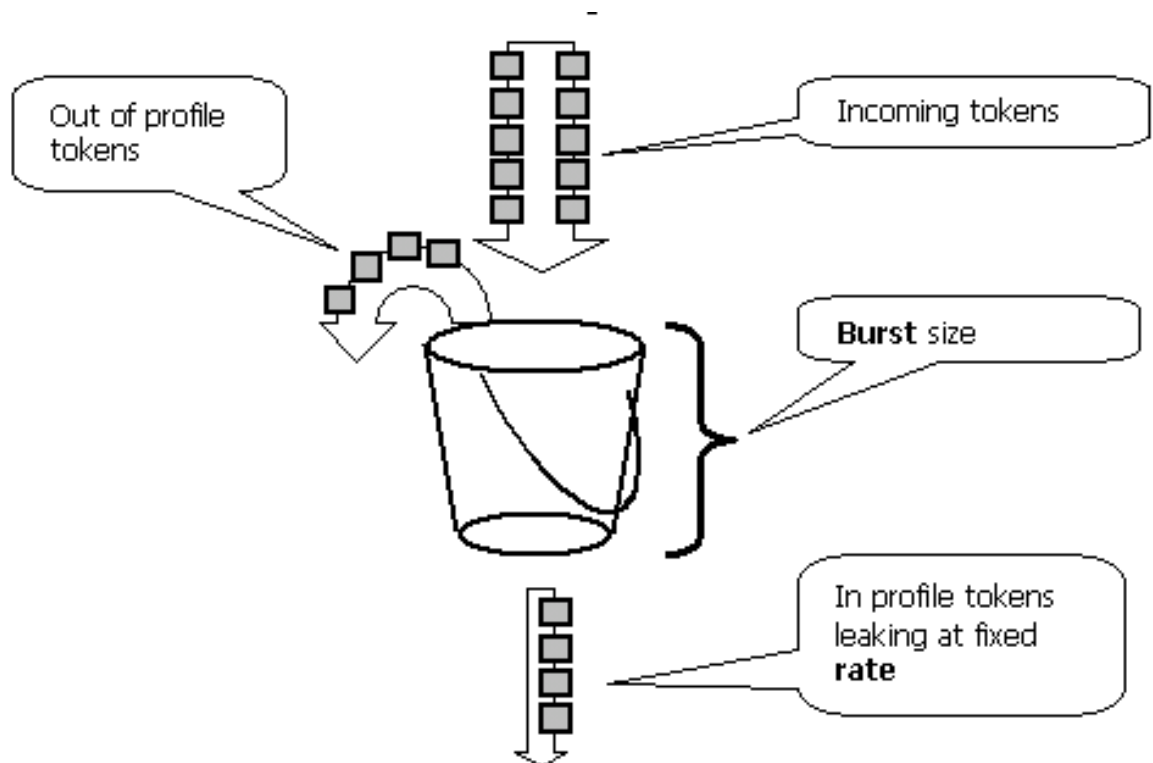 Out of profile
tokens
Incoming tokens
Burst size
In profile tokens
leaking at fixed
rate